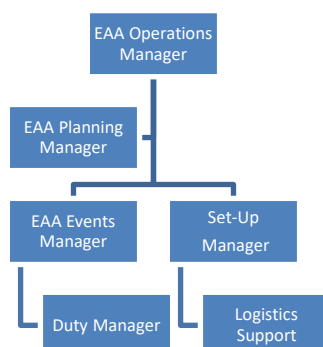 EAA Operations
Manager
EAA Planning
Manager
EAA Events
Manager
Set-Up
Manager
Duty Manager
Logistics
Support